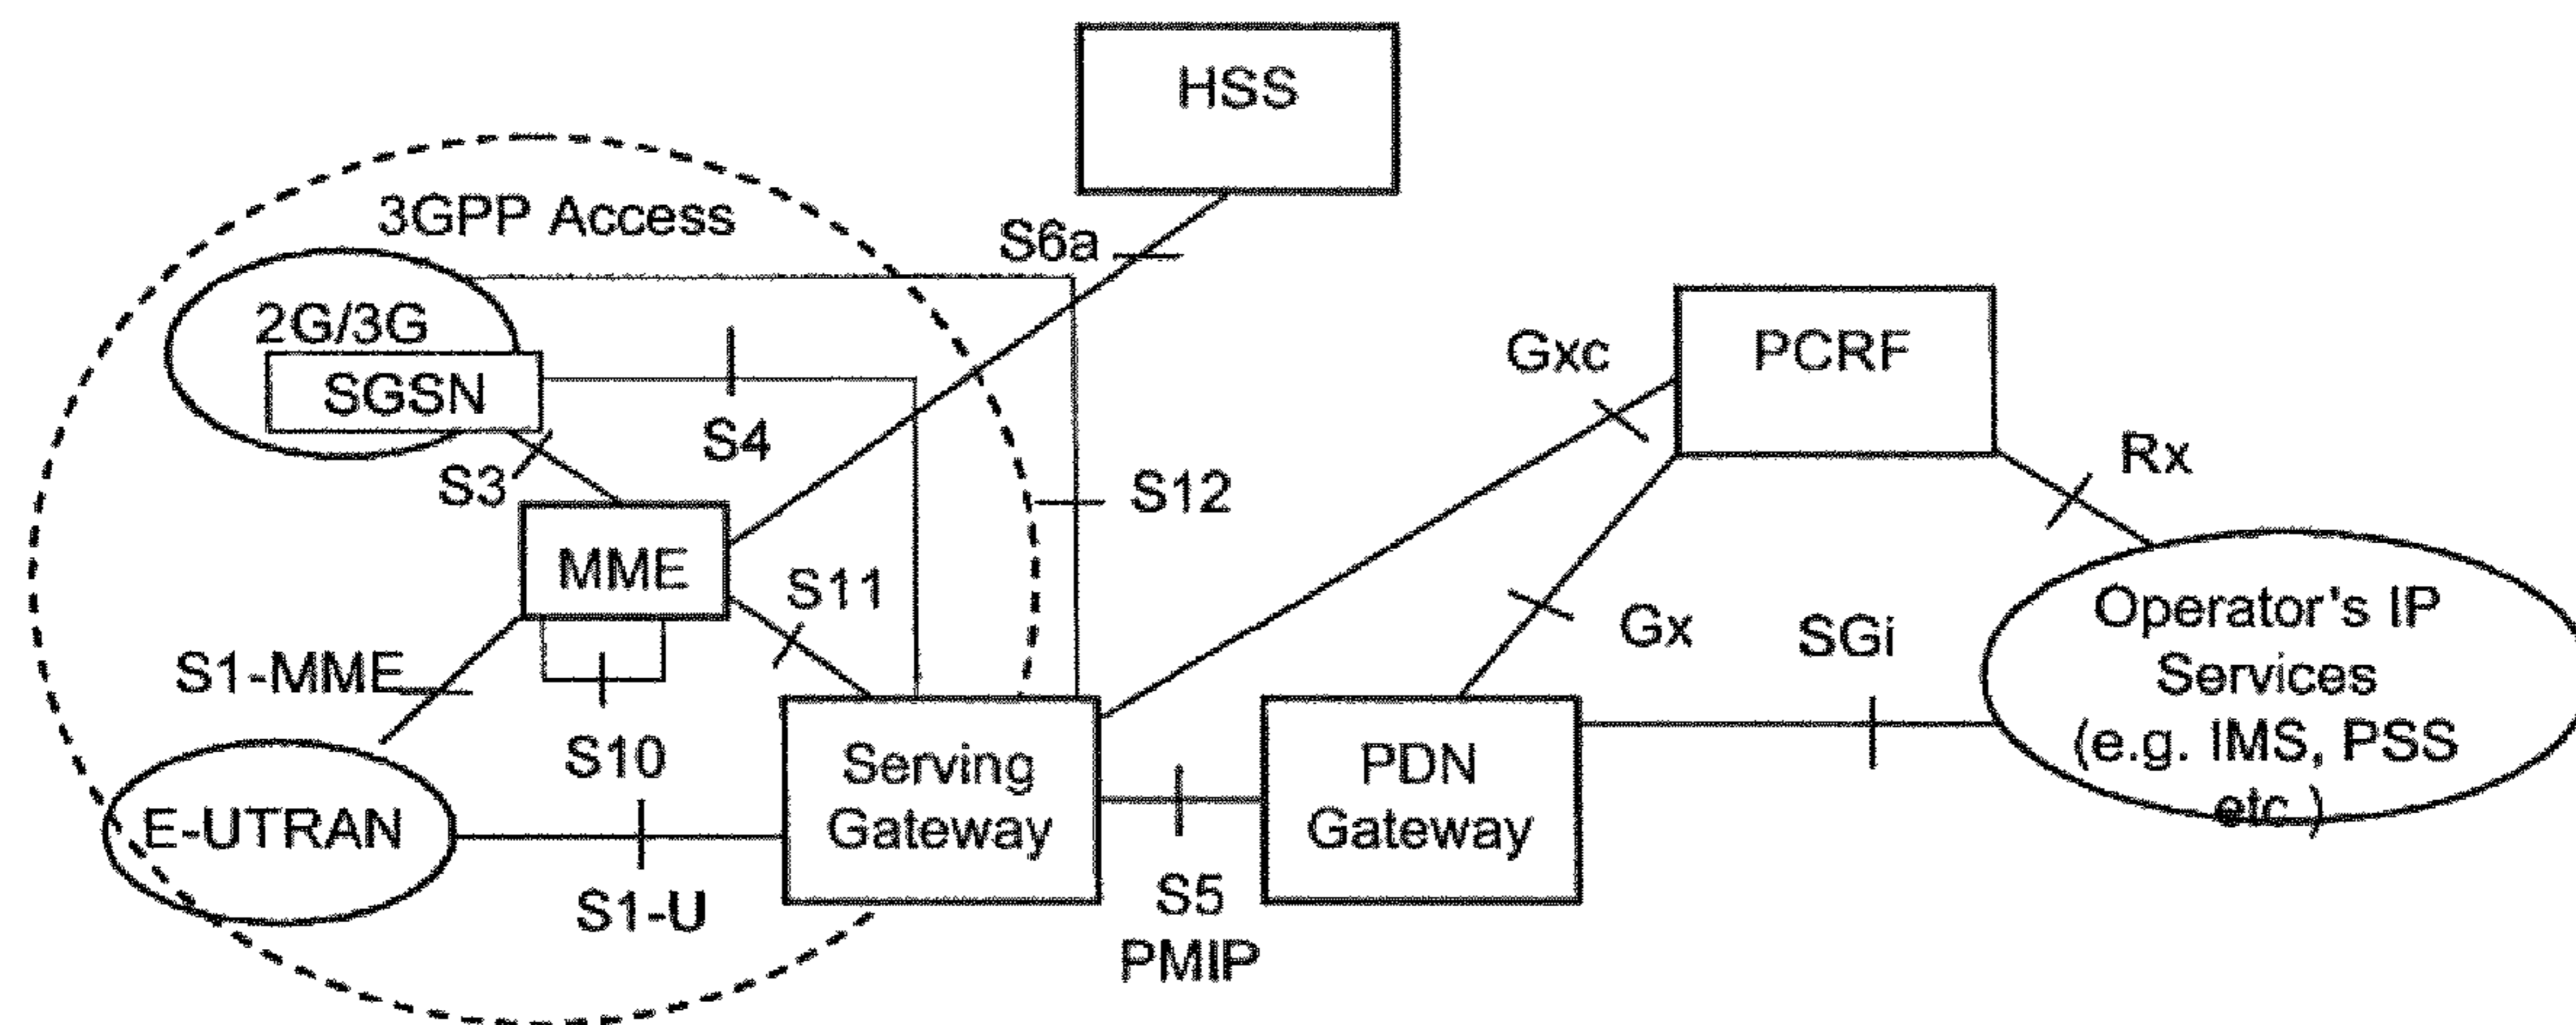 HSS
3GPP Access
S6a
2G/3G
SGSN
S4
S3
S12
Gxc
PCRF
Rx
MME
S11
S1-MME
S10
Gx
SGi
Operator's IP
Services
(e.g. IMS, PSS
etc.)
E-UTRAN
S1-U
Serving
Gateway
S5
PMIP
PDN
Gateway